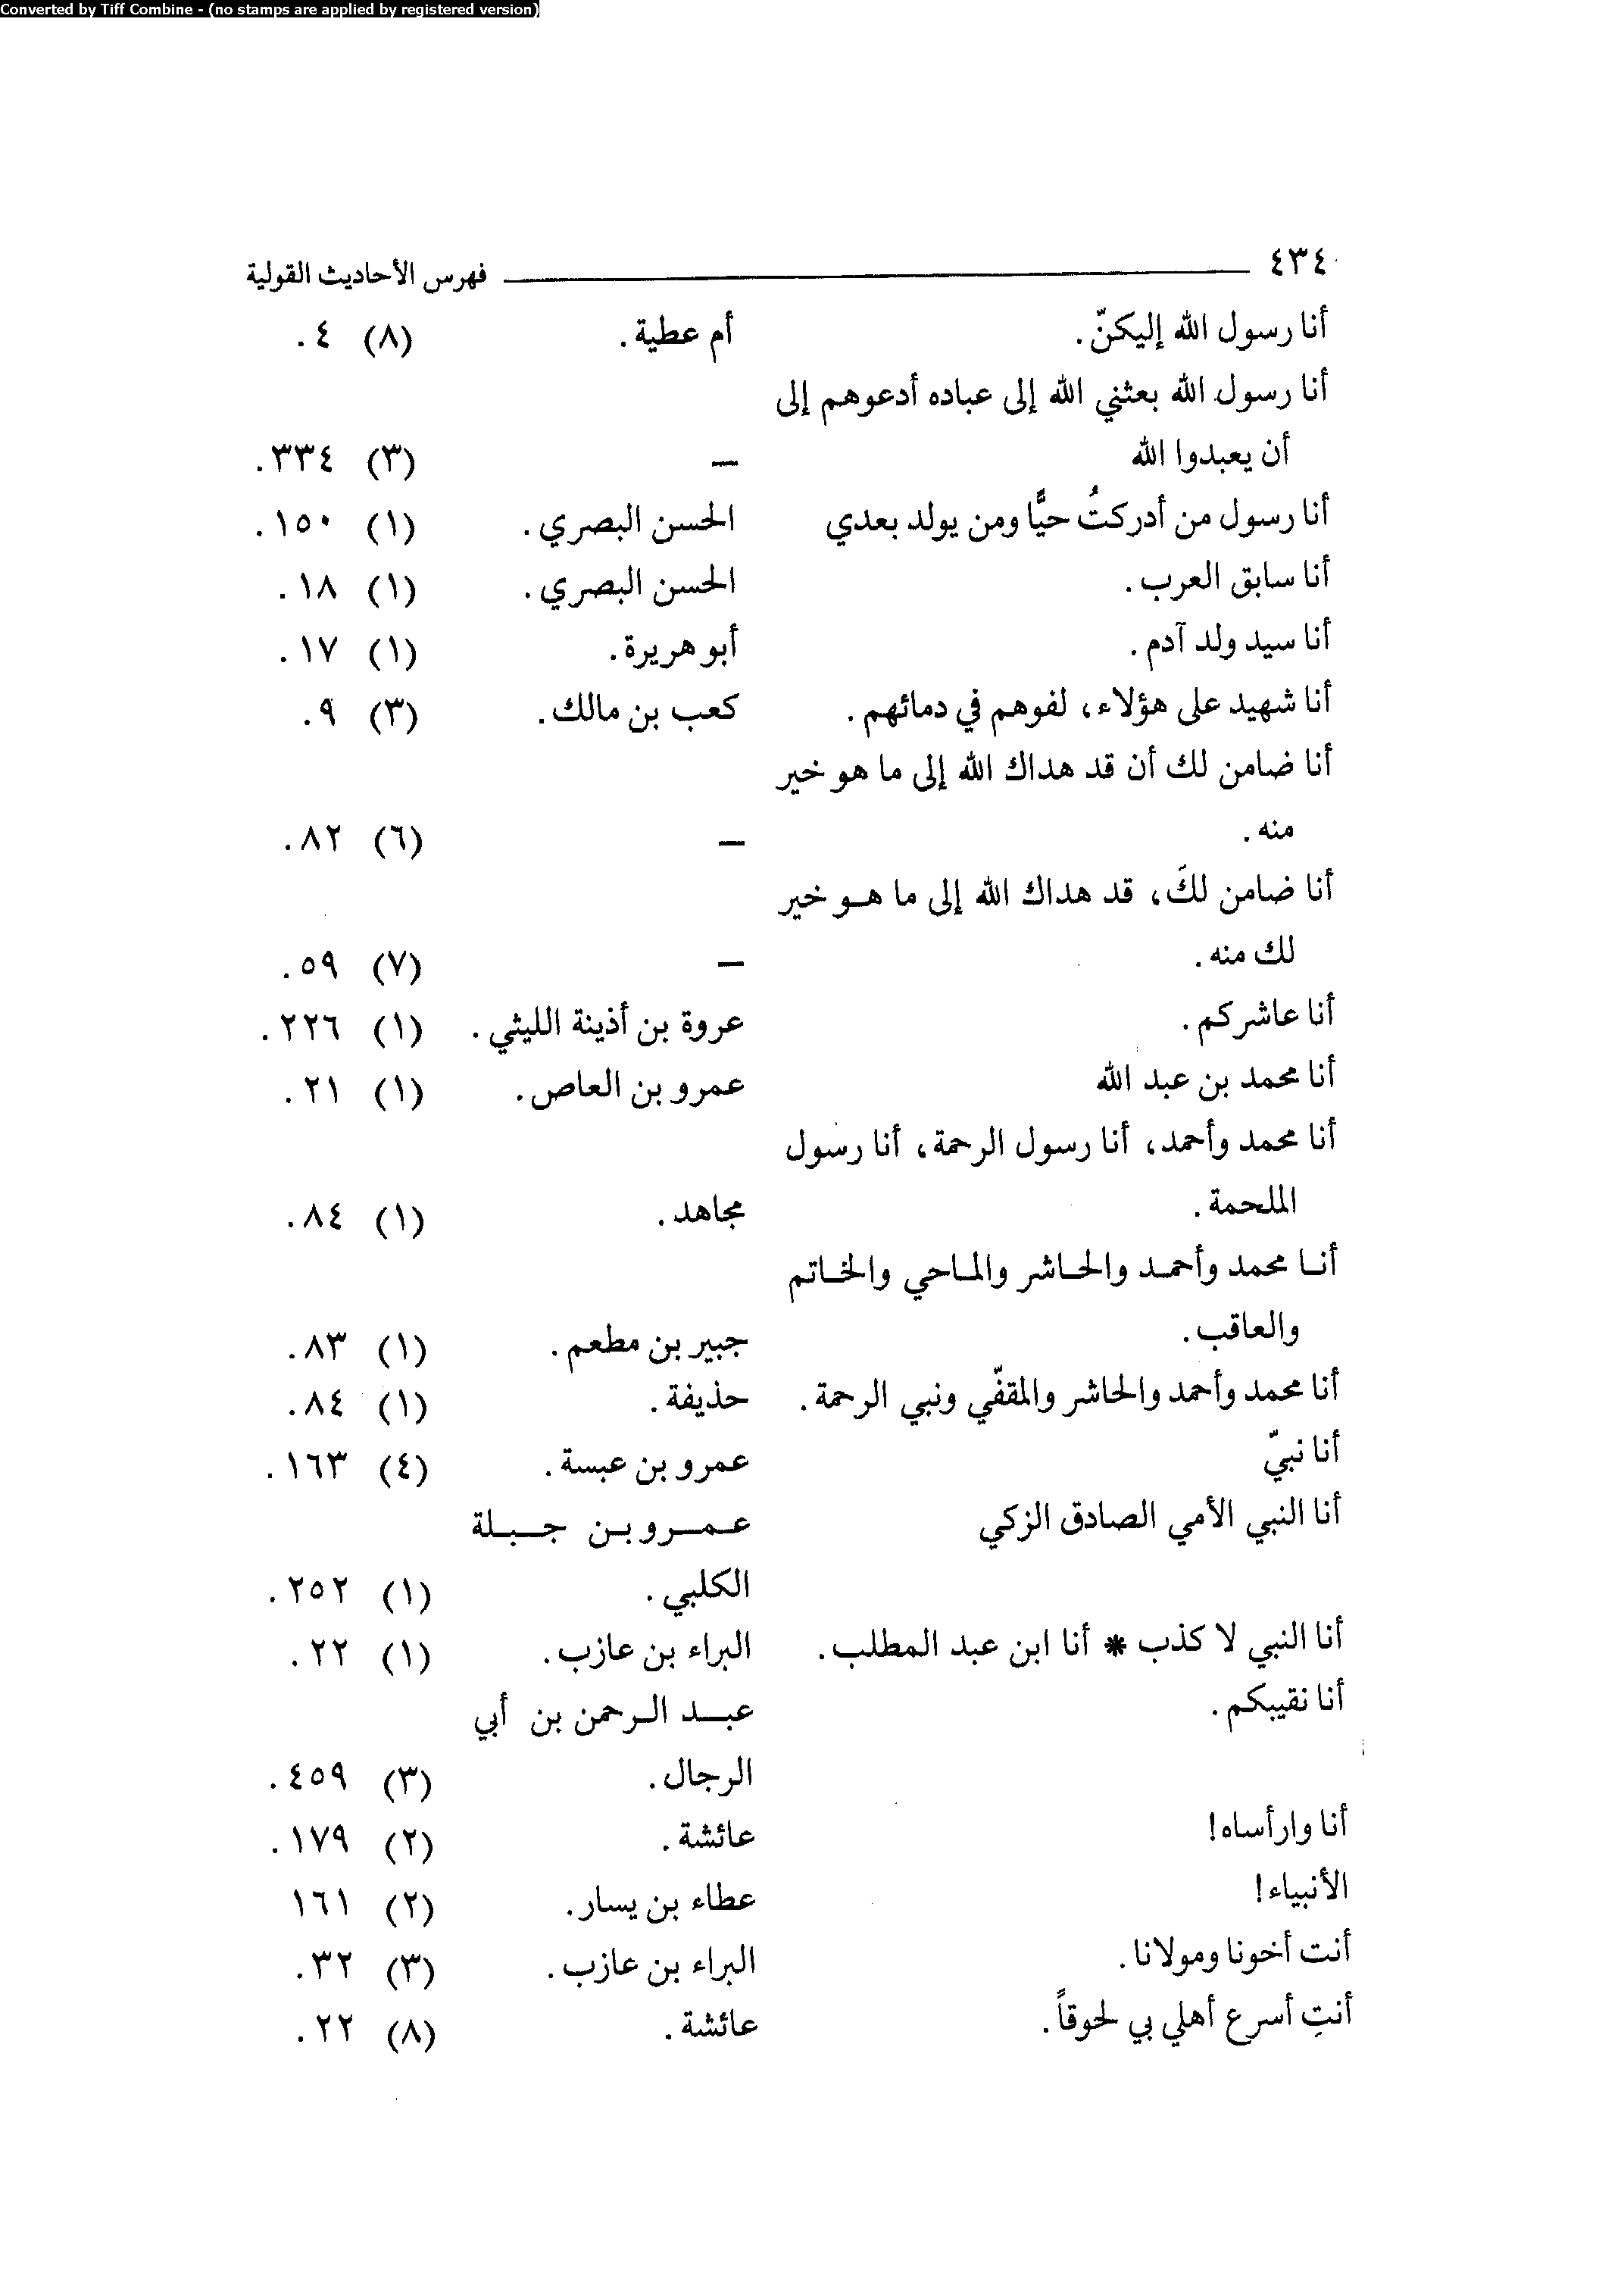 Converted by Tiff Combine - (no stamps are applied by registered version)
٤٣٤ فهرس الأحاديث القولية
أنا رسول الله إليكنّ. أم عطية. (٨) ٤.
أنا رسول الله بعثني الله إلى عباده أدعوهم إلى
أن يعبدوا الله — (٣) ٣٣٤.
أنا رسول من أدركتُ حيًّا ومن يولد بعدي الحسن البصري. (١) ١٥٠.
أنا سابق العرب. الحسن البصري. (١) ١٨.
أنا سيد ولد آدم. أبو هريرة. (١) ١٧.
أنا شهيد على هؤلاء، لفوهم في دمائهم. كعب بن مالك. (٣) ٩.
أنا ضامن لك أن قد هداك الله إلى ما هو خير
منه. — (٦) ٨٢.
أنا ضامن لكَ، قد هداك الله إلى ما هـو خير
لك منه. — (٧) ٥٩.
أنا عاشركم. عروة بن أذينة الليثي. (١) ٢٢٦.
أنا محمد بن عبد الله عمرو بن العاص. (١) ٢١.
أنا محمد وأحمد، أنا رسول الرحمة، أنا رسول
الملحمة. مجاهد. (١) ٨٤.
أنـا محمد وأحمـد والحـاشر والمـاحي والخـاتم
والعاقب. جبير بن مطعم. (١) ٨٣.
أنا محمد وأحمد والحاشر والمقفّي ونبي الرحمة. حذيفة. (١) ٨٤.
أنا نبيّ عمرو بن عبسة. (٤) ١٦٣.
أنا النبي الأمي الصادق الزكي عـمـرو بـن جـبـلة
الكلبي. (١) ٢٥٢.
أنا النبي لا كذب * أنا ابن عبد المطلب. البراء بن عازب. (١) ٢٢.
أنا نقيبكم. عبـد الـرحمن بن أبي
الرجال. (٣) ٤٥٩.
أنا وارأساه! عائشة. (٢) ١٧٩.
الأنبياء! عطاء بن يسار. (٢) ١٦١
أنت أخونا ومولانا. البراء بن عازب. (٣) ٣٢.
أنتِ أسرع أهلي بي لحوقاً. عائشة. (٨) ٢٢.